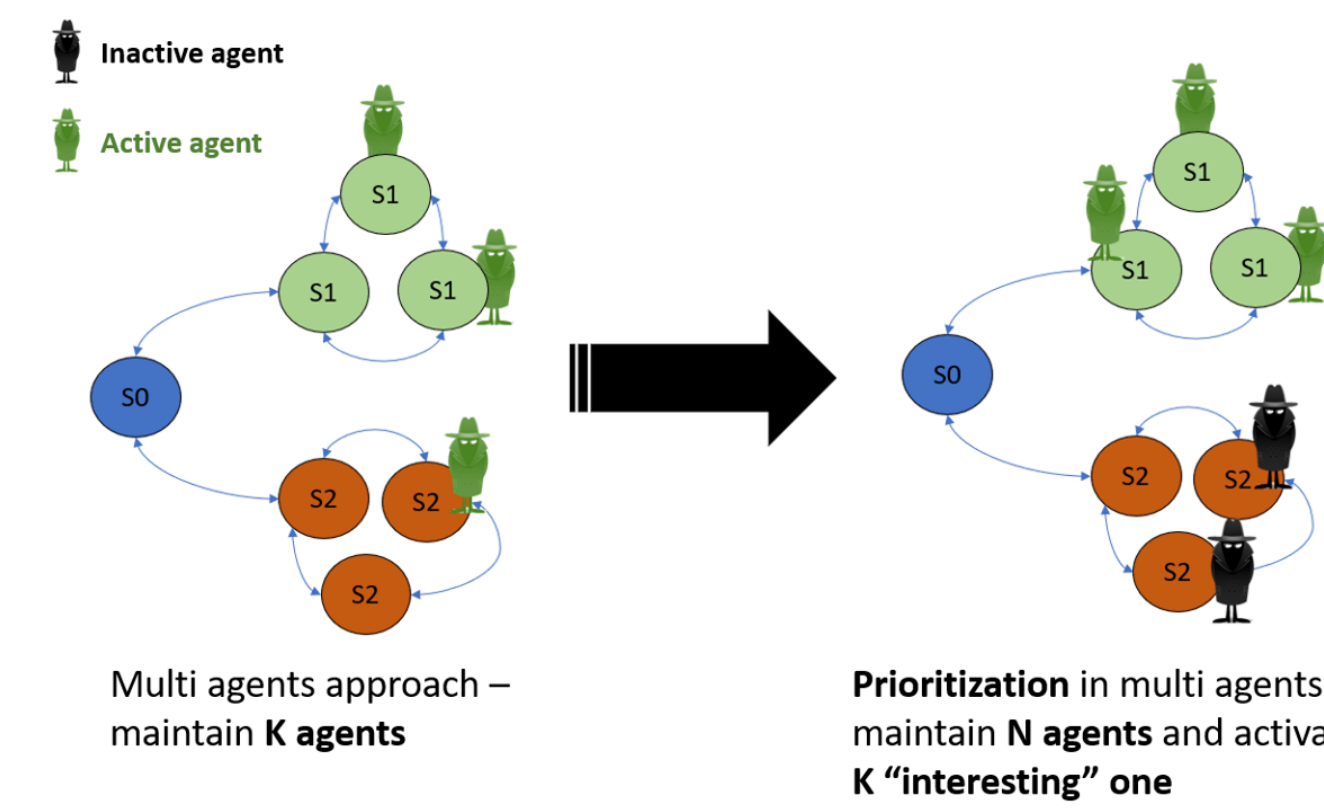 Inactive agent
Active agent
S1
S1
S1
S0
S2
S2
S2
Multi agents approach –
maintain K agents
S1
S1
S1
S0
S2
S2
S2
Prioritization in multi agents
maintain N agents and
K “interesting” one